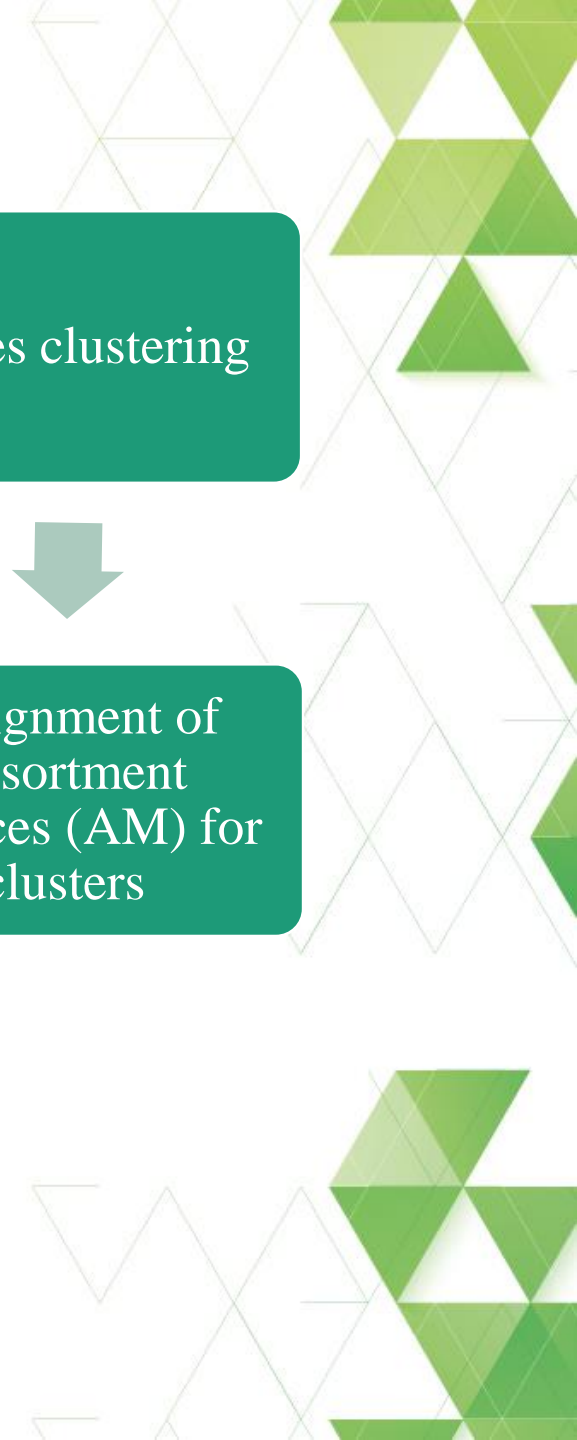 es clustering
gnment of
sortment
ces (AM) for
clusters